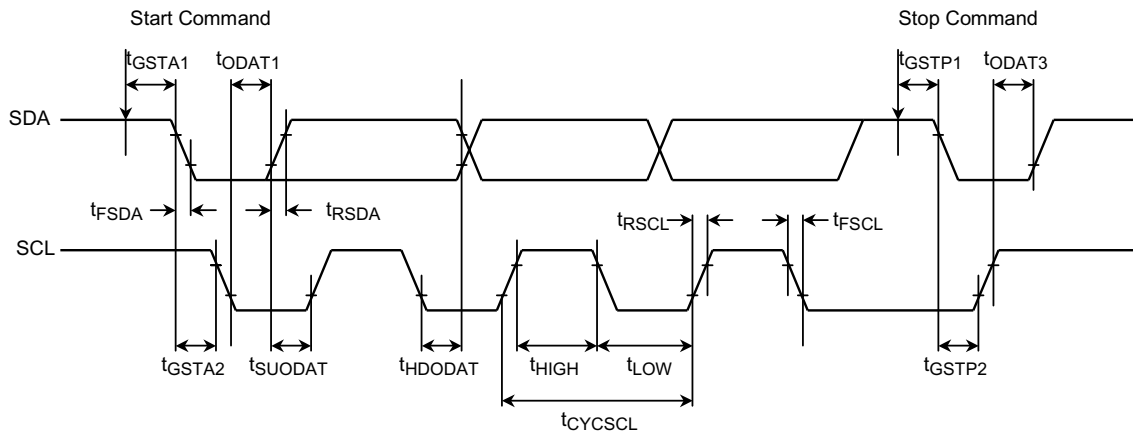 Start Command
Stop Command
tGSTA1
tODAT1
tGSTP1
tODAT3
SDA
tFSDA
tRSDA
tRSCL
tFSCL
SCL
tGSTA2
tSUODAT
tHDODAT
tHIGH
tLOW
tGSTP2
tCYCSCL